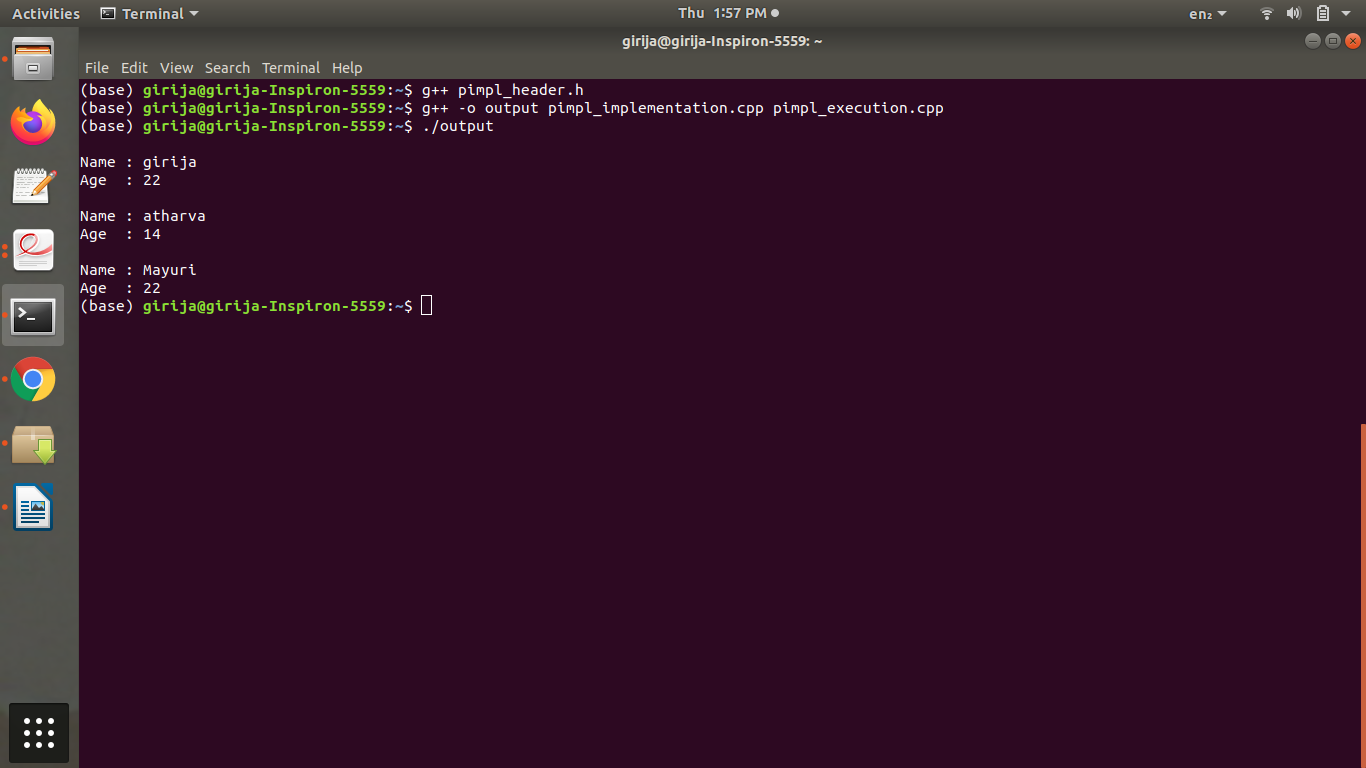 Activities Terminal Thu 1:57 PM en₂
girija@girija-Inspiron-5559: ~
File Edit View Search Terminal Help
(base) girija@girija-Inspiron-5559:~$ g++ pimpl_header.h
(base) girija@girija-Inspiron-5559:~$ g++ -o output pimpl_implementation.cpp pimpl_execution.cpp
(base) girija@girija-Inspiron-5559:~$ ./output
Name : girija
Age  : 22
Name : atharva
Age  : 14
Name : Mayuri
Age  : 22
(base) girija@girija-Inspiron-5559:~$